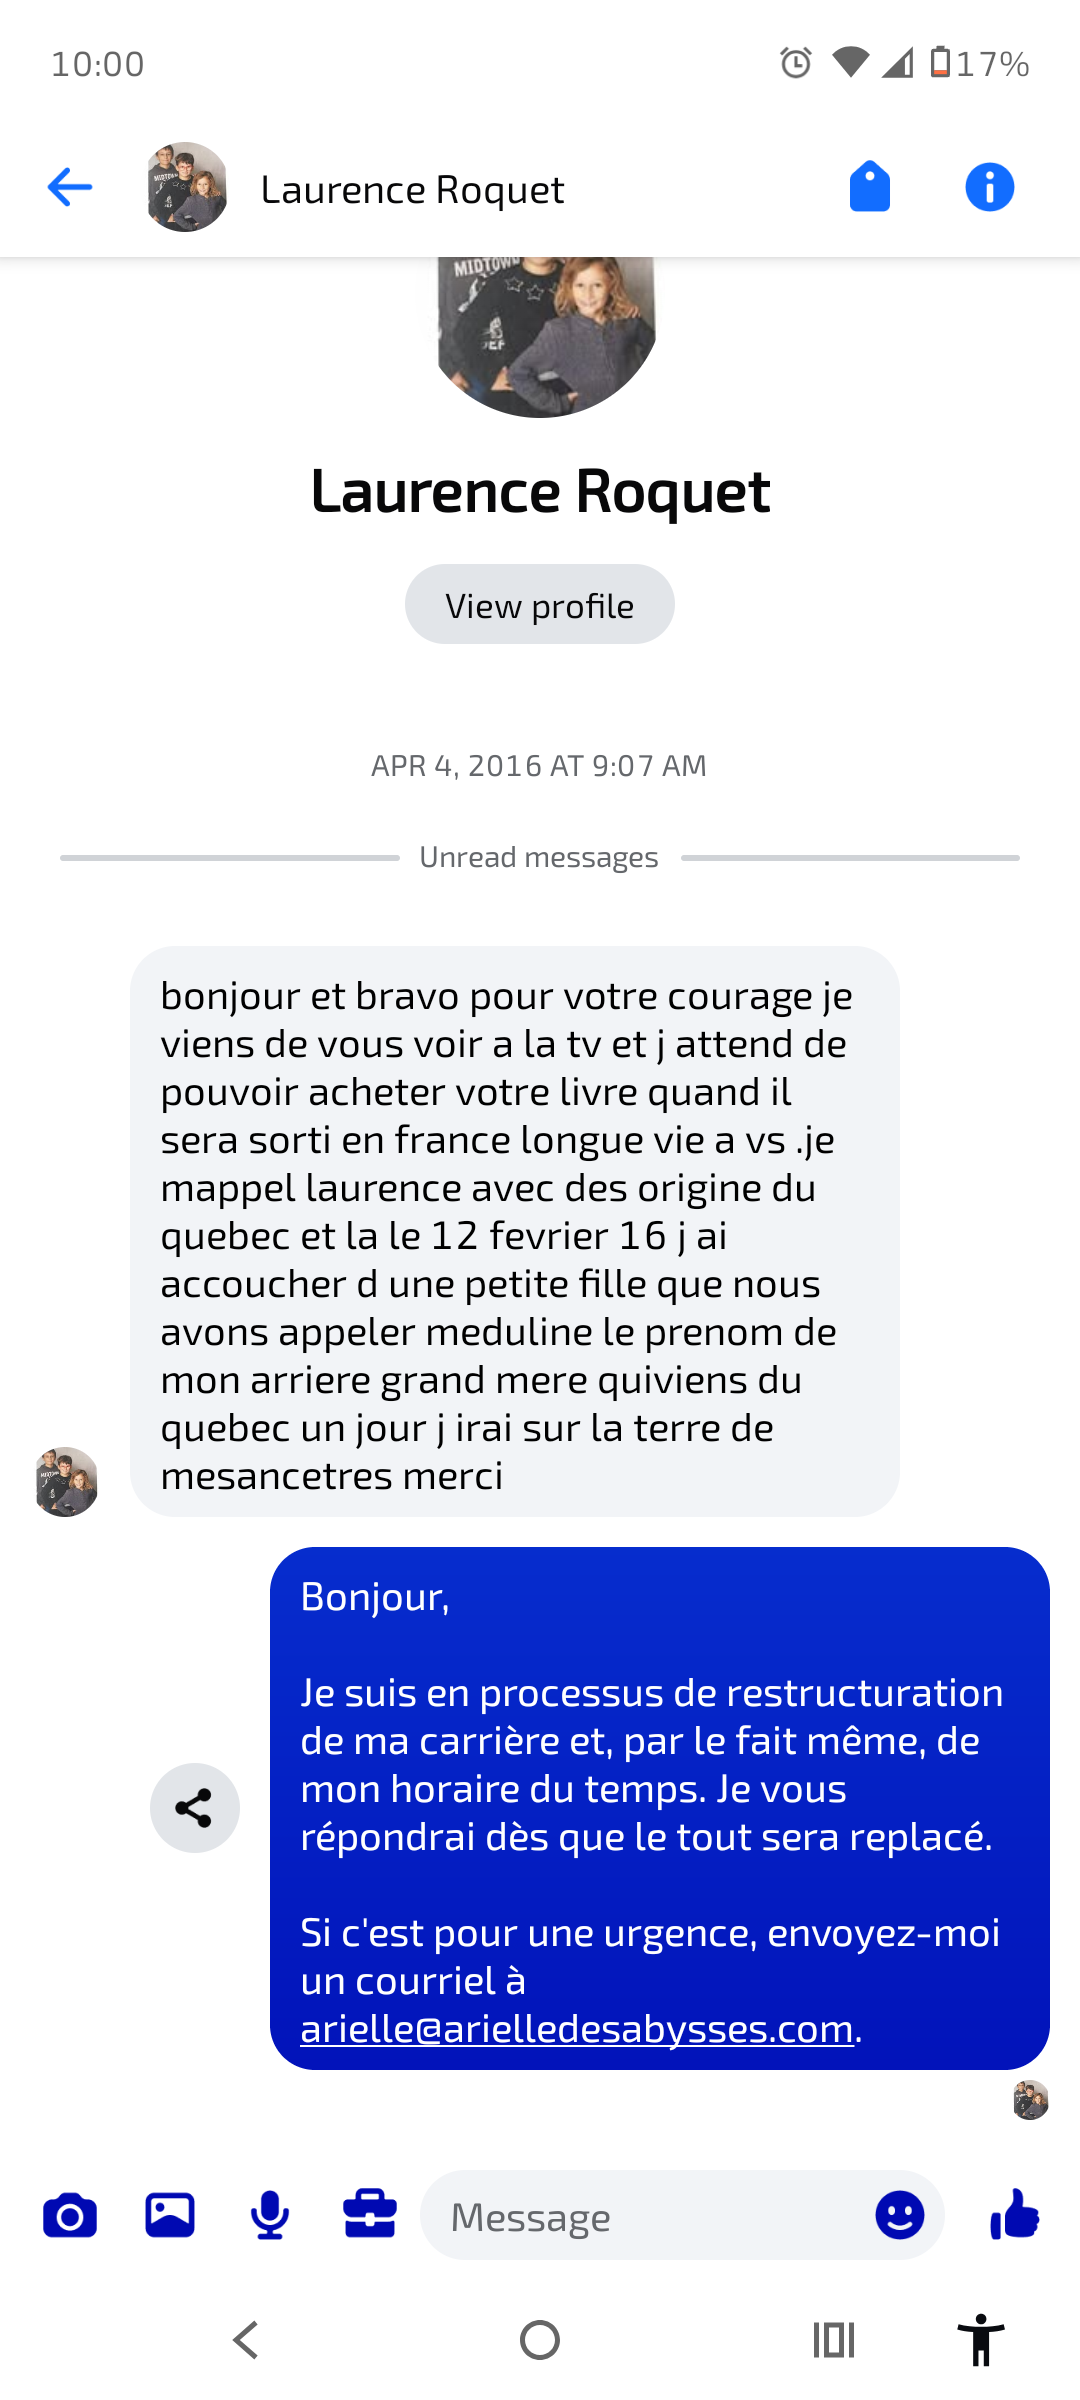 10:00
17%
Laurence Roquet
MIDTOWN
Laurence Roquet
View profile
APR 4, 2016 AT 9:07 AM
Unread messages
bonjour et bravo pour votre courage je
viens de vous voir a la tv et j attend de
pouvoir acheter votre livre quand il
sera sorti en france longue vie a vs .je
mappel laurence avec des origine du
quebec et la le 12 fevrier 16 j ai
accoucher d une petite fille que nous
avons appeler meduline le prenom de
mon arriere grand mere quiviens du
quebec un jour j irai sur la terre de
mesancetres merci
Bonjour,
Je suis en processus de restructuration
de ma carrière et, par le fait même, de
mon horaire du temps. Je vous
répondrai dès que le tout sera replacé.
Si c'est pour une urgence, envoyez-moi
un courriel à
arielle@arielledesabysses.com.
Message